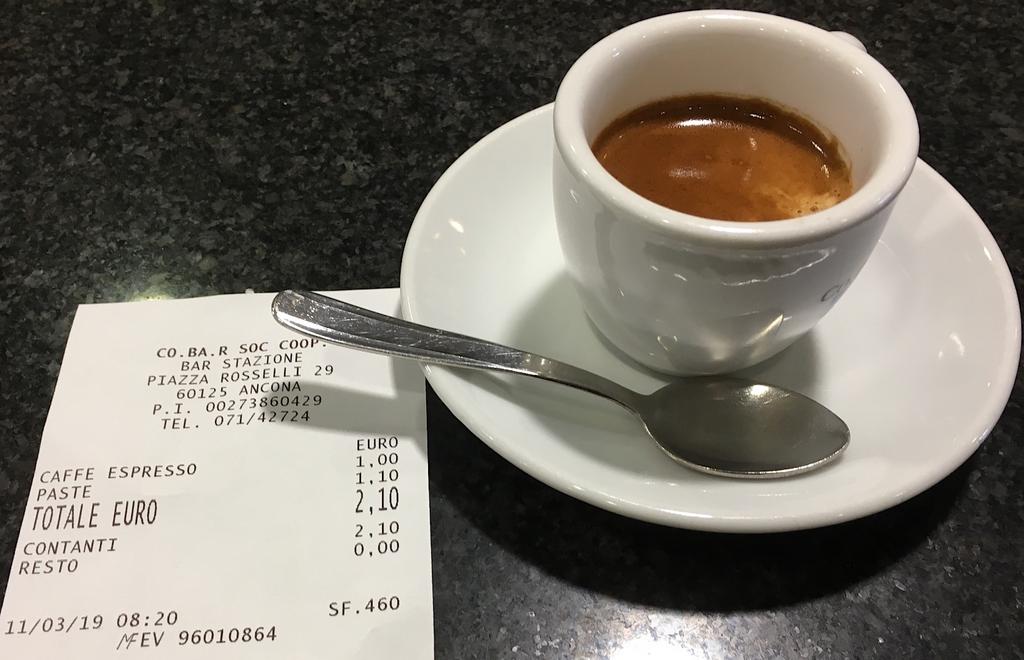 CO.BA.R SOC COOP.
BAR STAZIONE
PIAZZA ROSSELLI 29
60125 ANCONA
P.I. 00273860429
TEL. 071/42724
EURO
CAFFE ESPRESSO 1,00
PASTE 1,10
TOTALE EURO 2,10
CONTANTI 2,10
RESTO 0,00
11/03/19 08:20 SF.460
EV 96010864